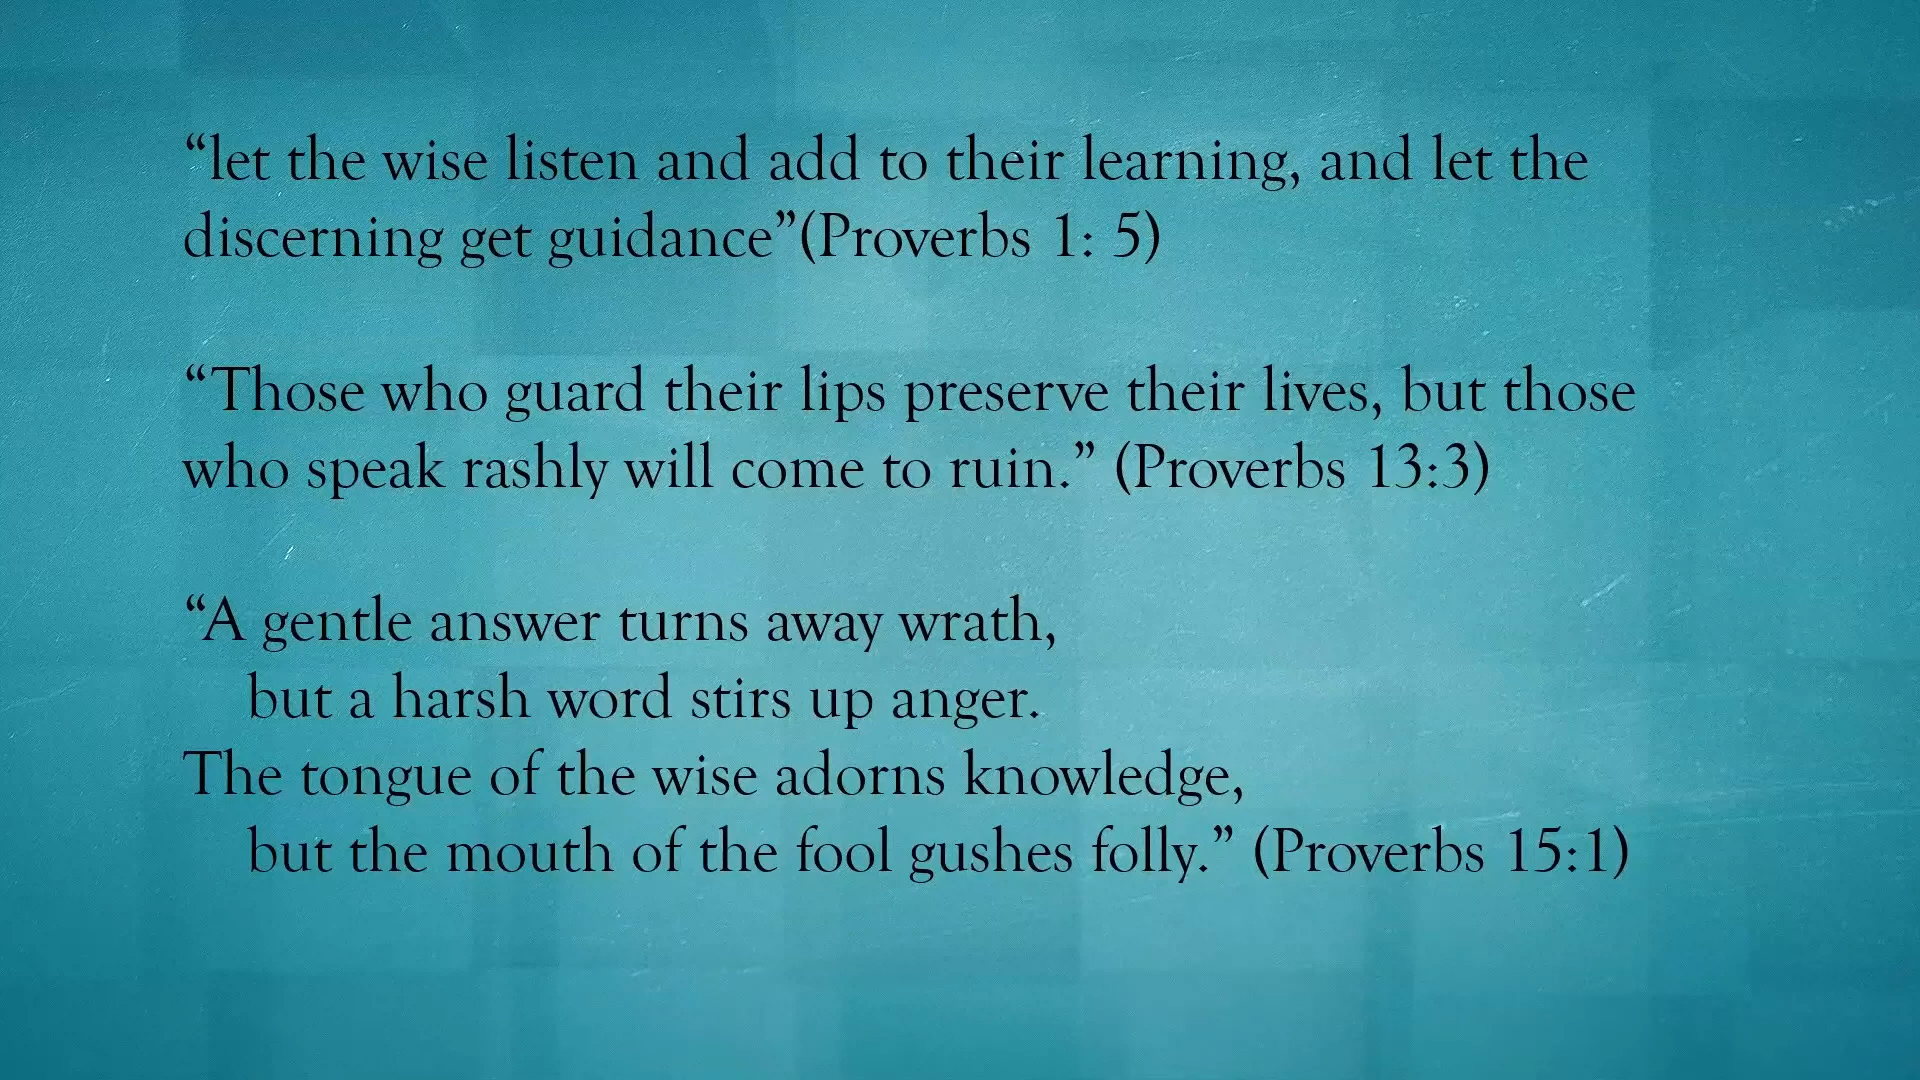 “let the wise listen and add to their learning, and let the
discerning get guidance”(Proverbs 1: 5)
“Those who guard their lips preserve their lives, but those
who speak rashly will come to ruin.” (Proverbs 13:3)
“A gentle answer turns away wrath,
but a harsh word stirs up anger.
The tongue of the wise adorns knowledge,
but the mouth of the fool gushes folly.” (Proverbs 15:1)